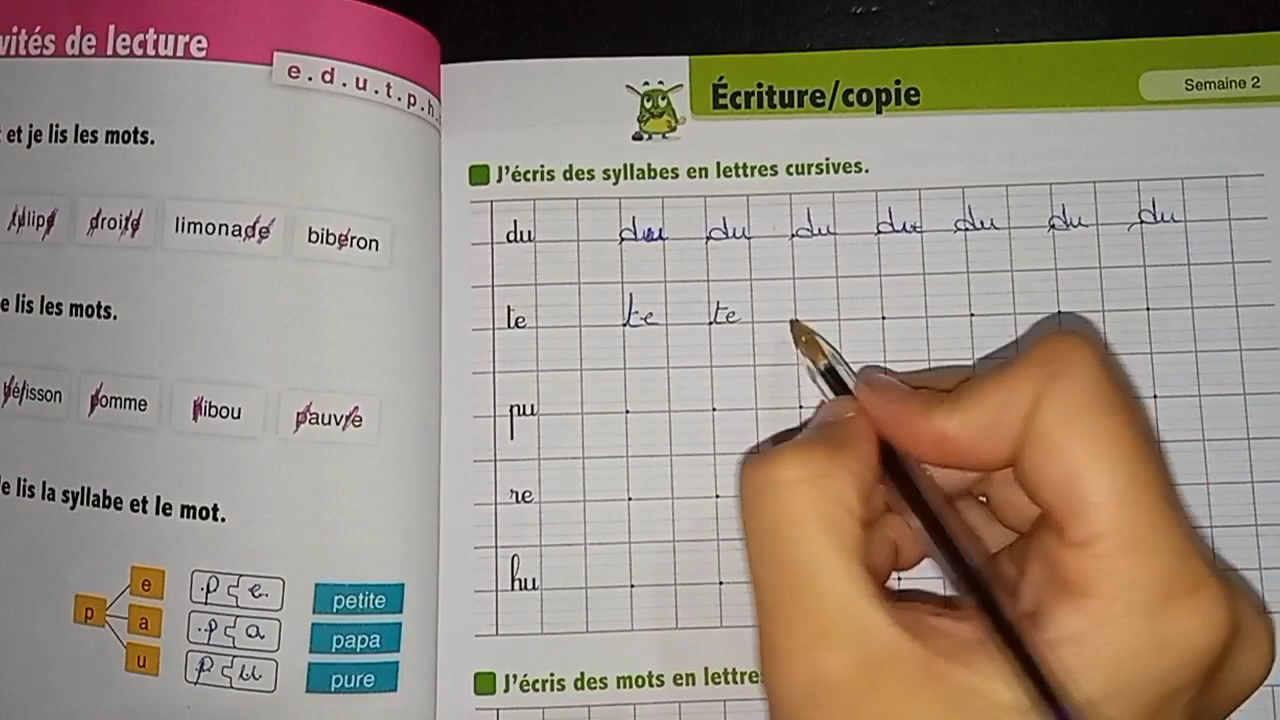 vités de lecture
e.d.u.t.p.h.
et je lis les mots.
tulipe droite limonade biberon
e lis les mots.
hérisson pomme hibou pauvre
e lis la syllabe et le mot.
p e p e petite
a p a papa
u p u pure
Écriture/copie
Semaine 2
J'écris des syllabes en lettres cursives.
du du du du du du du du
te te te
pu
re
hu
J'écris des mots en lettre